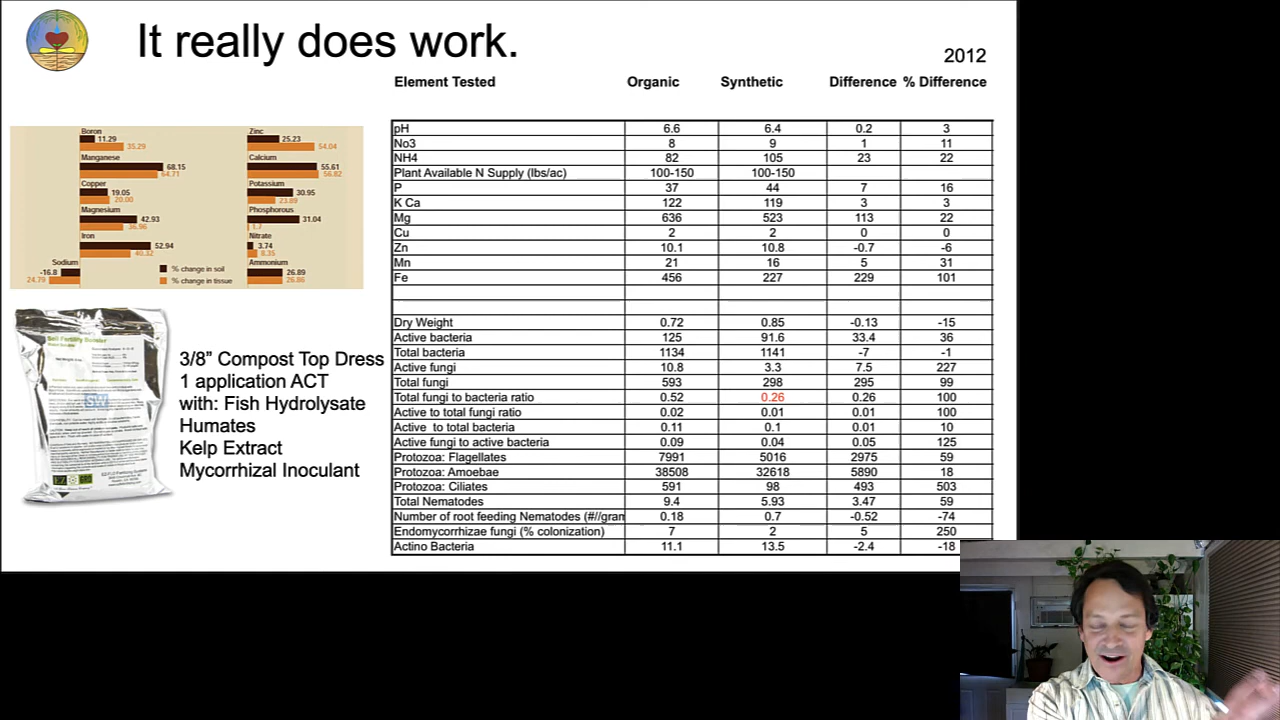 It really does work.
2012
Element Tested Organic Synthetic Difference % Difference
pH 6.6 6.4 0.2 3
No3 8 9 1 11
NH4 82 105 23 22
Plant Available N Supply (lbs/ac) 100-150 100-150
P 37 44 7 16
K Ca 122 119 3 3
Mg 636 523 113 22
Cu 2 2 0 0
Zn 10.1 10.8 -0.7 -6
Mn 21 16 5 31
Fe 456 227 229 101
Dry Weight 0.72 0.85 -0.13 -15
Active bacteria 125 91.6 33.4 36
Total bacteria 1134 1141 -7 -1
Active fungi 10.8 3.3 7.5 227
Total fungi 593 298 295 99
Total fungi to bacteria ratio 0.52 0.26 0.26 100
Active to total fungi ratio 0.02 0.01 0.01 100
Active to total bacteria 0.11 0.1 0.01 10
Active fungi to active bacteria 0.09 0.04 0.05 125
Protozoa: Flagellates 7991 5016 2975 59
Protozoa: Amoebae 38508 32618 5890 18
Protozoa: Ciliates 591 98 493 503
Total Nematodes 9.4 5.93 3.47 59
Number of root feeding Nematodes (#//gran 0.18 0.7 -0.52 -74
Endomycorrhizae fungi (% colonization) 7 2 5 250
Actino Bacteria 11.1 13.5 -2.4 -18
Boron
11.29
35.29
Manganese
68.15
64.71
Copper
19.05
20.00
Magnesium
42.93
36.96
Iron
52.94
40.32
Sodium
-16.8
24.79
Zinc
25.23
54.04
Calcium
55.61
56.82
Potassium
30.95
23.89
Phosphorous
31.04
1.7
Nitrate
3.74
8.35
Ammonium
26.89
26.86
% change in soil
% change in tissue
Soil Fertility Booster
3/8” Compost Top Dress
1 application ACT
with: Fish Hydrolysate
Humates
Kelp Extract
Mycorrhizal Inoculant